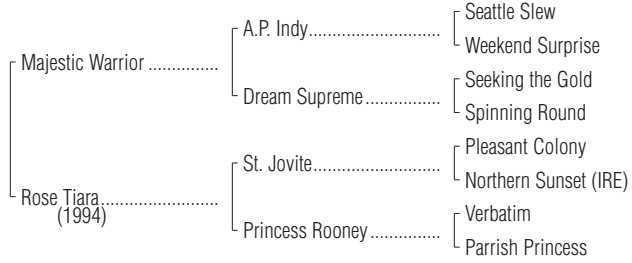 Seattle Slew
A.P. Indy...........................
Weekend Surprise
Majestic Warrior ...............
Seeking the Gold
Dream Supreme................
Spinning Round
Pleasant Colony
St. Jovite...........................
Northern Sunset (IRE)
Rose Tiara.........................
(1994)
Verbatim
Princess Rooney ...............
Parrish Princess